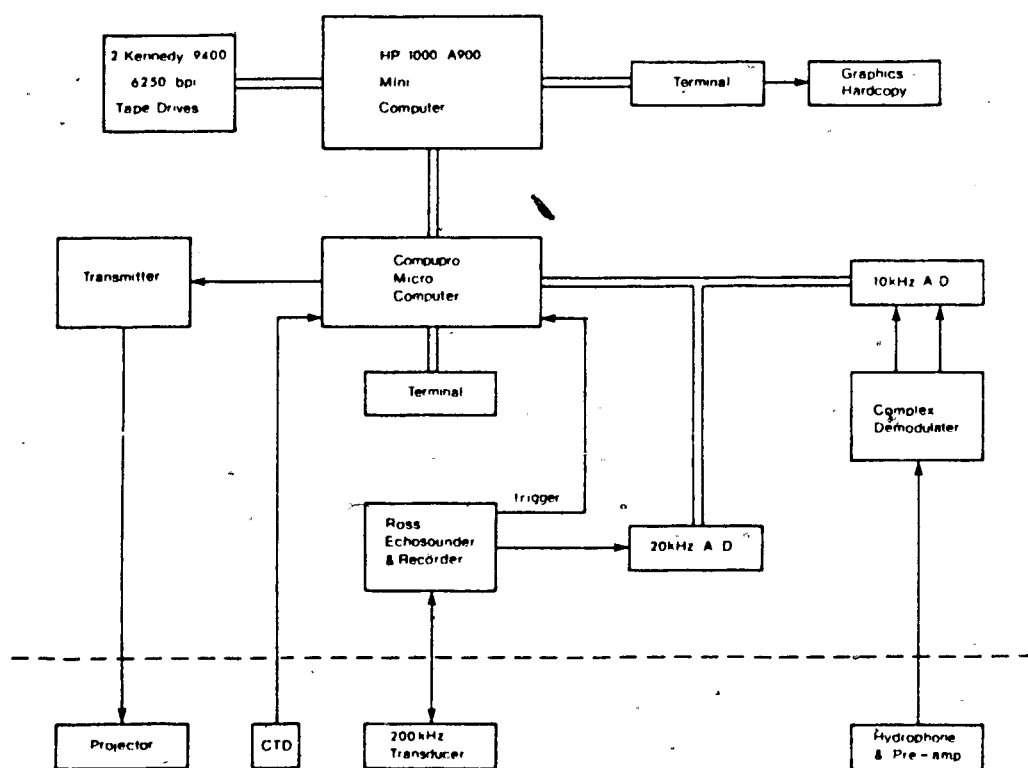 2 Kennedy 9400
6250 bpi
Tape Drives
HP 1000 A900
Mini
Computer
Terminal
Graphics
Hardcopy
Transmitter
Compupro
Micro
Computer
10kHz A D
Terminal
Complex
Demodulater
Trigger
Ross
Echosounder
& Recorder
20kHz A D
Projector
CTD
200kHz
Transducer
Hydrophone
& Pre-amp